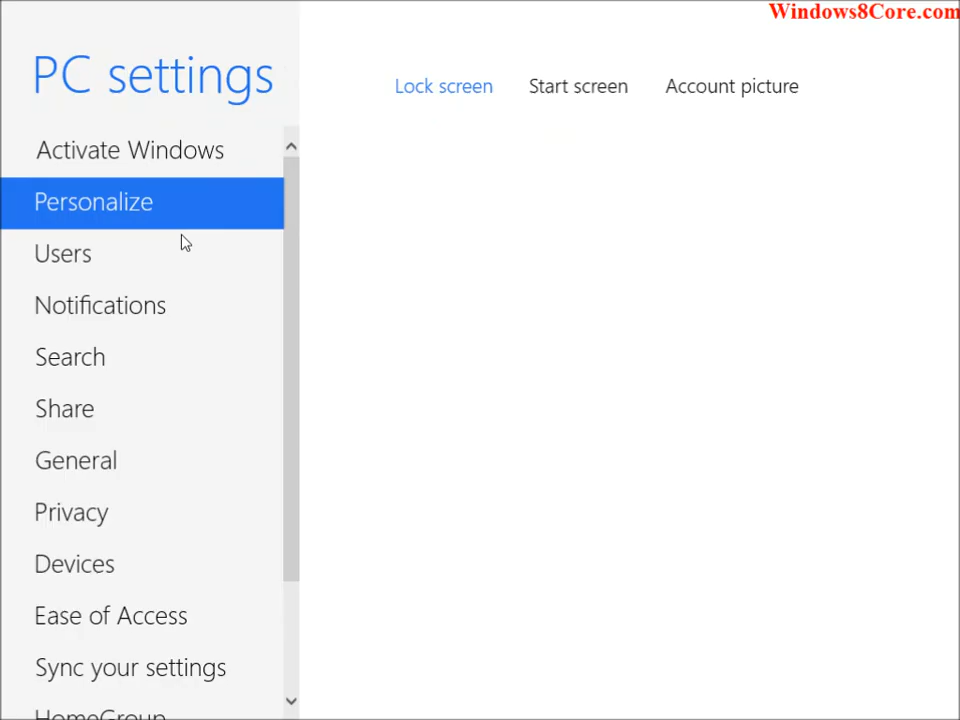 Windows8Core.com
PC settings
Lock screen Start screen Account picture
Activate Windows
Personalize
Users
Notifications
Search
Share
General
Privacy
Devices
Ease of Access
Sync your settings
HomeGroup